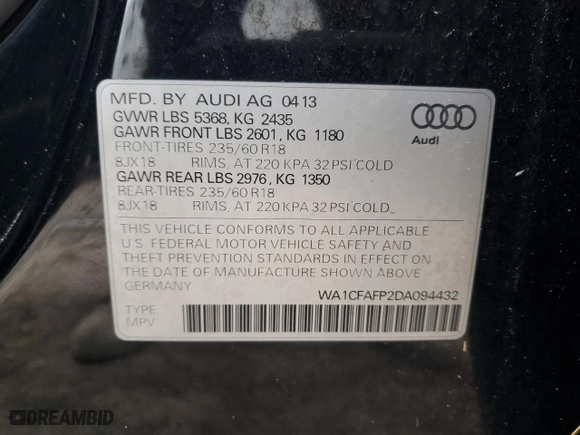 MFD. BY AUDI AG 04 13
GVWR LBS 5368, KG 2435
GAWR FRONT LBS 2601, KG 1180
FRONT-TIRES 235/60 R18
8JX18 RIMS, AT 220 KPA 32 PSI COLD
GAWR REAR LBS 2976, KG 1350
REAR-TIRES 235/60 R18
8JX18 RIMS, AT 220 KPA 32 PSI COLD
Audi
THIS VEHICLE CONFORMS TO ALL APPLICABLE
U.S. FEDERAL MOTOR VEHICLE SAFETY AND
THEFT PREVENTION STANDARDS IN EFFECT ON
THE DATE OF MANUFACTURE SHOWN ABOVE.
GERMANY
WA1CFAFP2DA094432
TYPE
MPV
DREAMBID